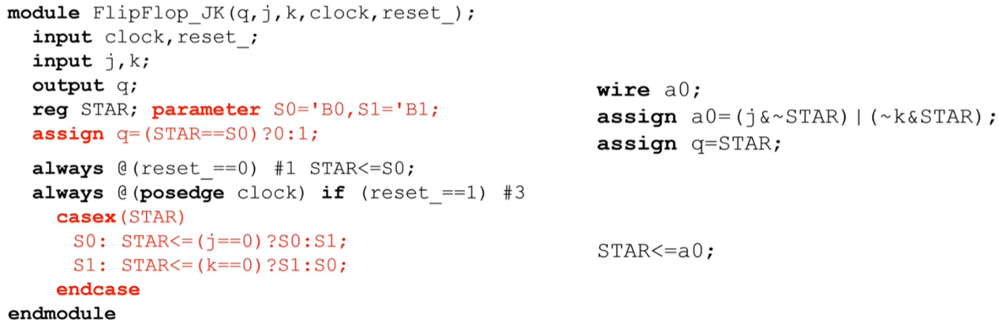 module FlipFlop_JK(q,j,k,clock,reset_);
input clock,reset_;
input j,k;
output q;
reg STAR; parameter S0='B0,S1='B1;
assign q=(STAR==S0)?0:1;
always @(reset_==0) #1 STAR<=S0;
always @(posedge clock) if (reset_==1) #3
casex(STAR)
S0: STAR<=(j==0)?S0:S1;
S1: STAR<=(k==0)?S1:S0;
endcase
endmodule
wire a0;
assign a0=(j&~STAR)|(~k&STAR);
assign q=STAR;
STAR<=a0;